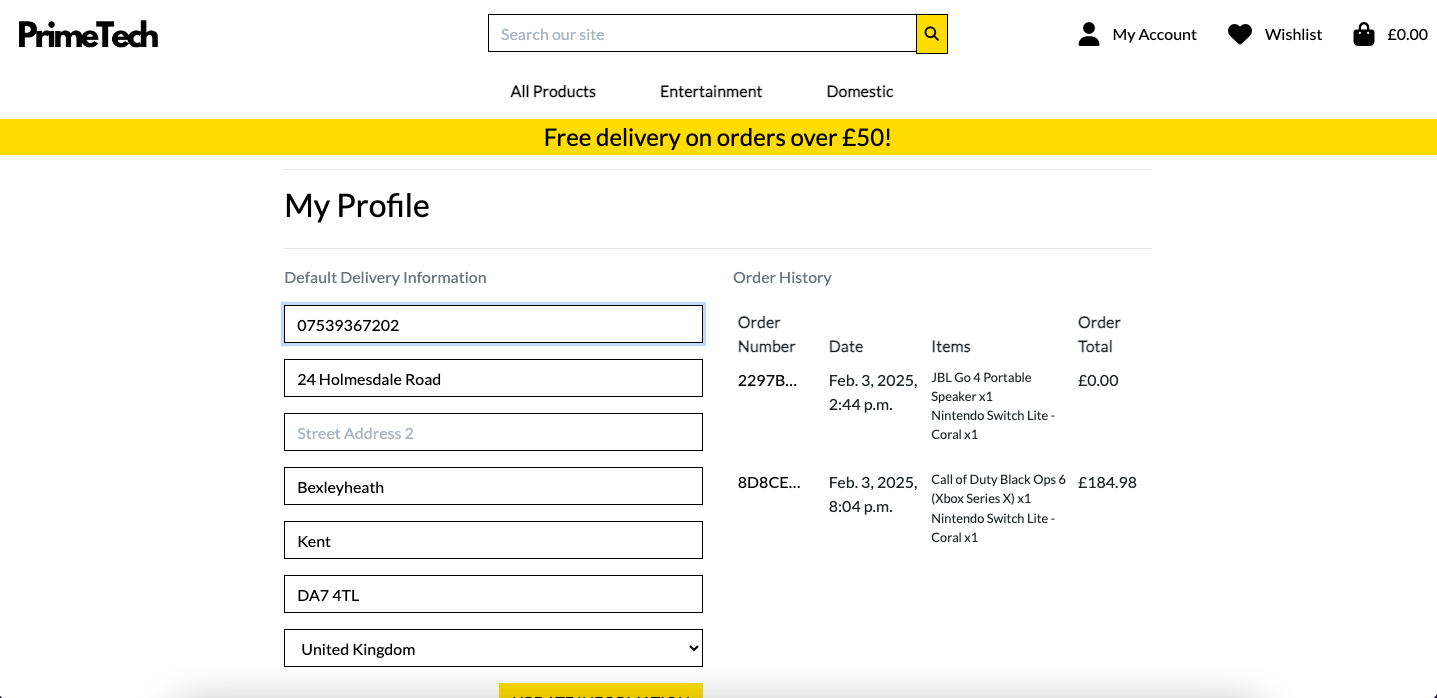 PrimeTech
Search our site
My Account
Wishlist
£0.00
All Products
Entertainment
Domestic
Free delivery on orders over £50!
My Profile
Default Delivery Information
07539367202
24 Holmesdale Road
Street Address 2
Bexleyheath
Kent
DA7 4TL
United Kingdom
UPDATE INFORMATION
Order History
Order
Number
Date
Items
Order
Total
2297B...
Feb. 3, 2025,
2:44 p.m.
JBL Go 4 Portable
Speaker x1
Nintendo Switch Lite -
Coral x1
£0.00
8D8CE...
Feb. 3, 2025,
8:04 p.m.
Call of Duty Black Ops 6
(Xbox Series X) x1
Nintendo Switch Lite -
Coral x1
£184.98